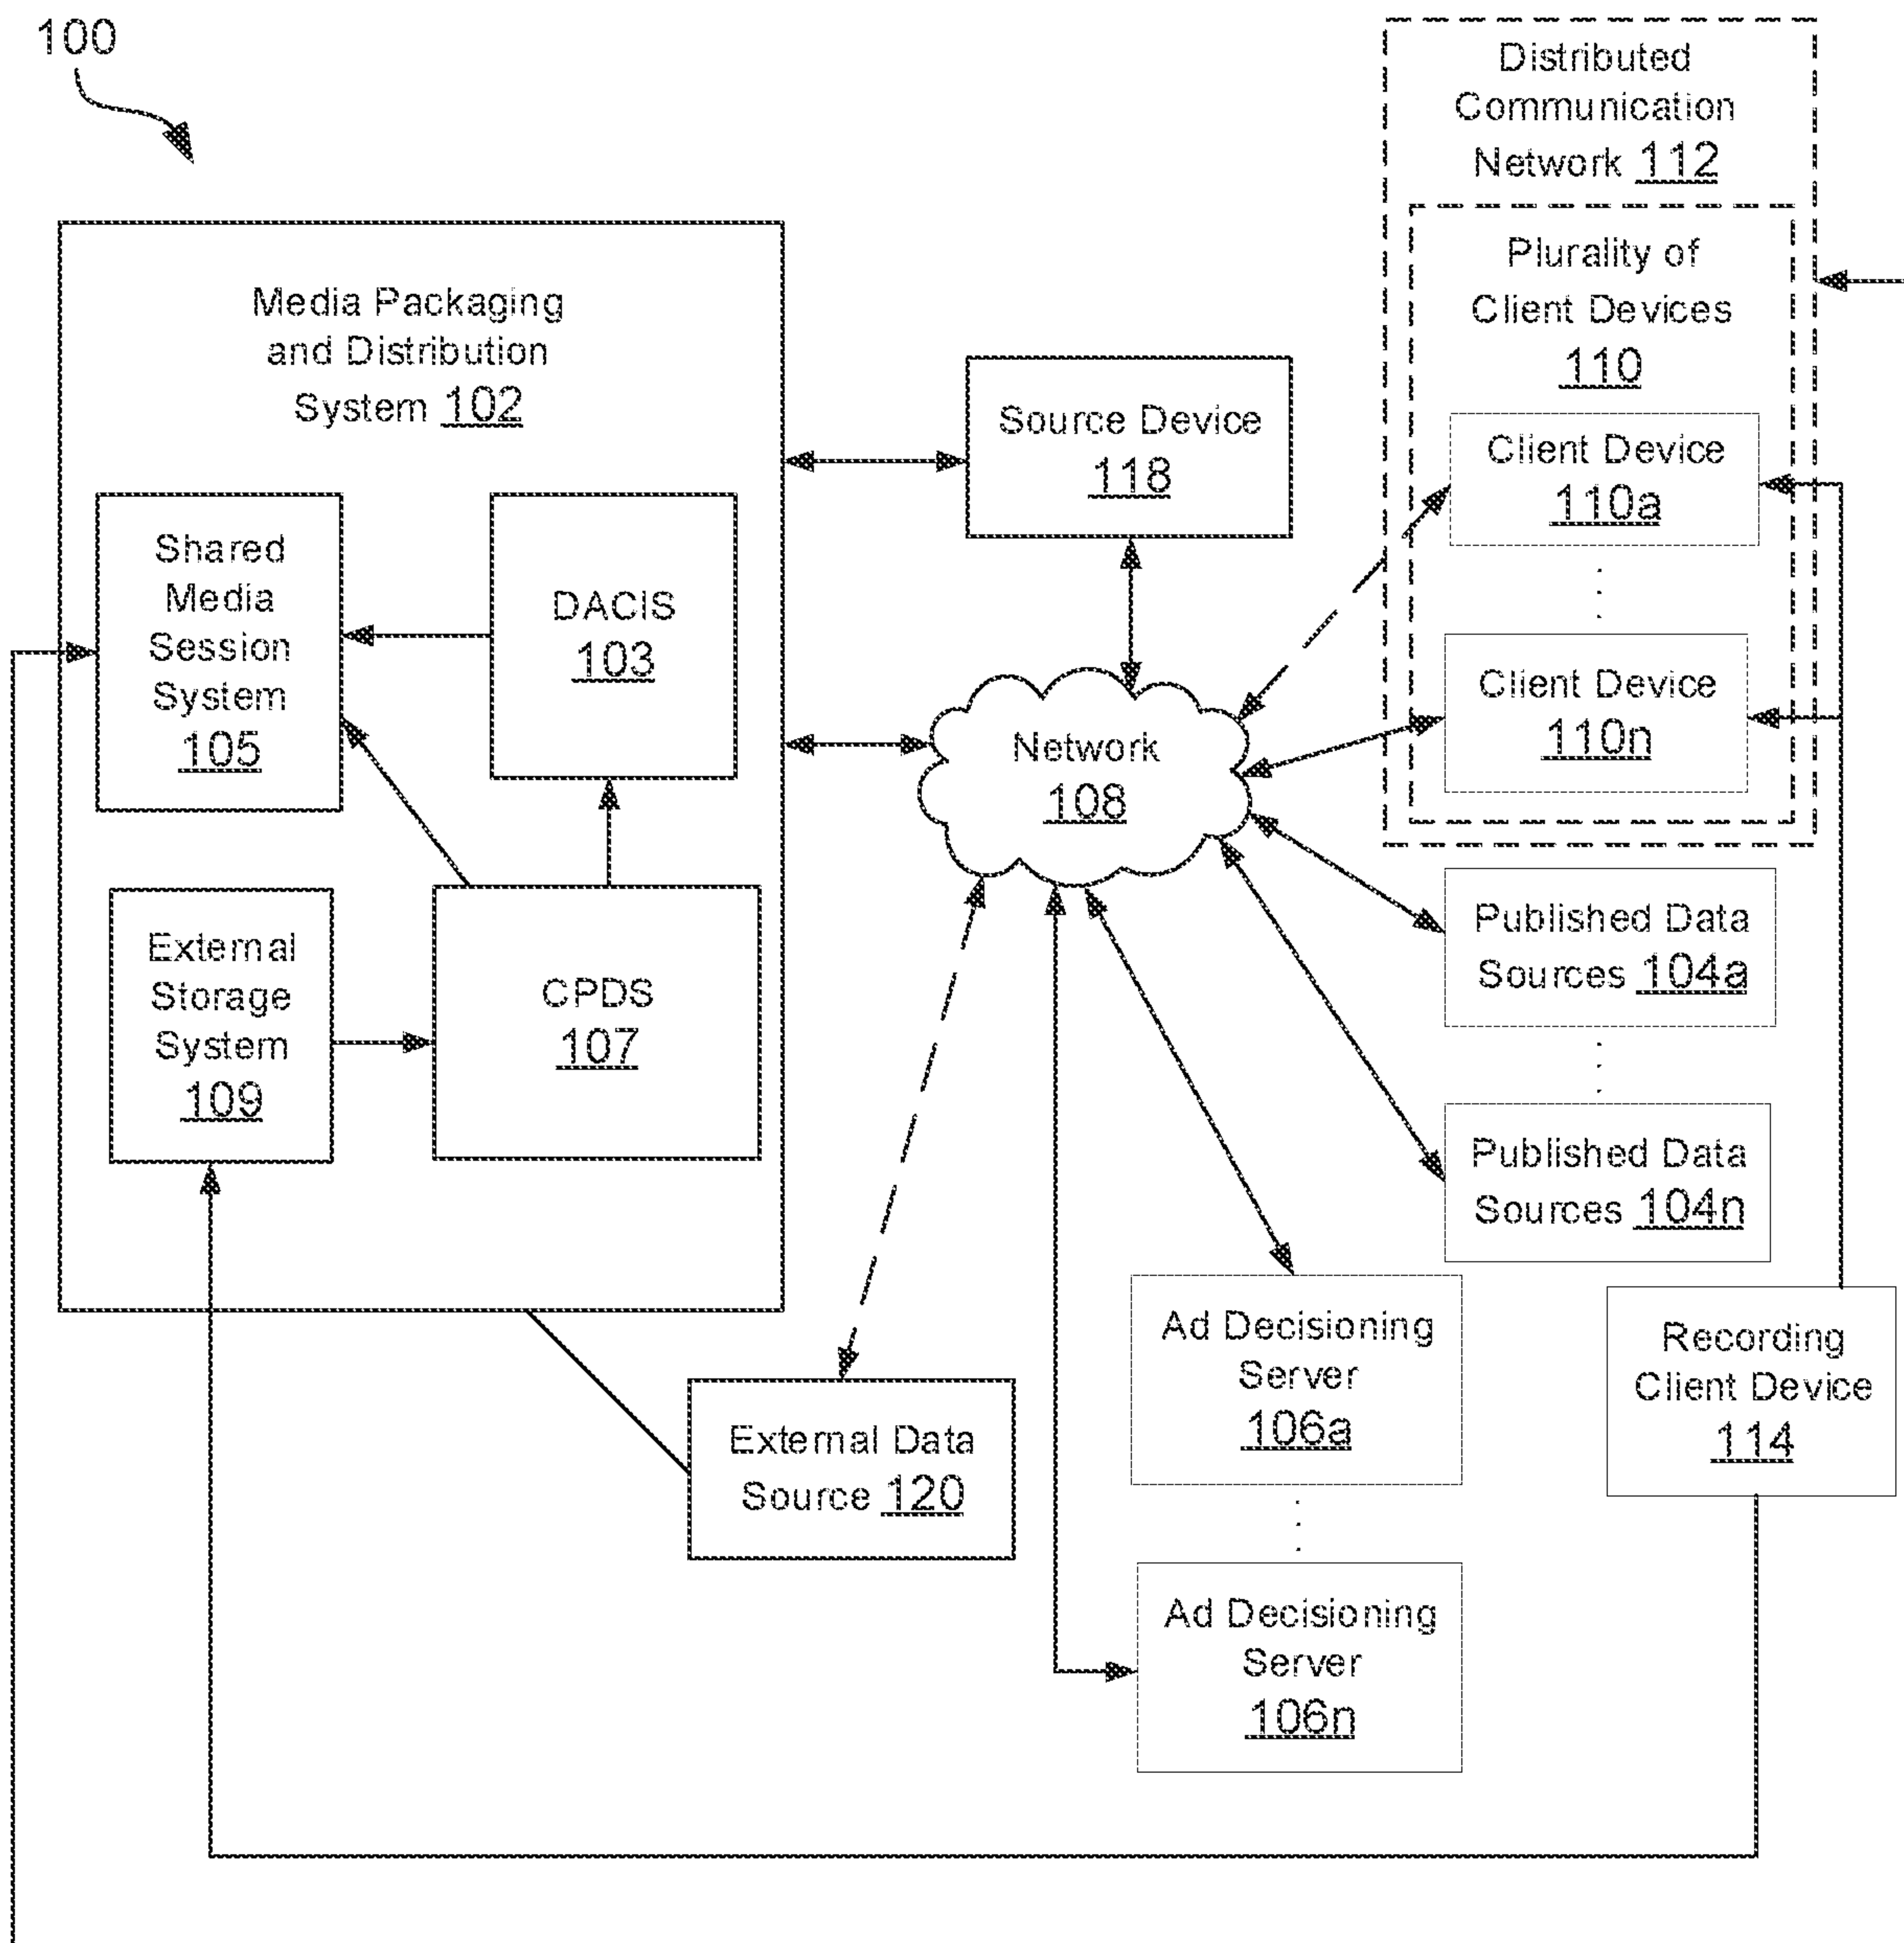 100
Distributed
Communication
Network 112
Plurality of
Client Devices
110
Client Device
110a
Client Device
110n
Media Packaging
and Distribution
System 102
Shared
Media
Session
System
105
DACIS
103
External
Storage
System
109
CPDS
107
Source Device
118
Network
108
Published Data
Sources 104a
Published Data
Sources 104n
Ad Decisioning
Server
106a
Ad Decisioning
Server
106n
Recording
Client Device
114
External Data
Source 120